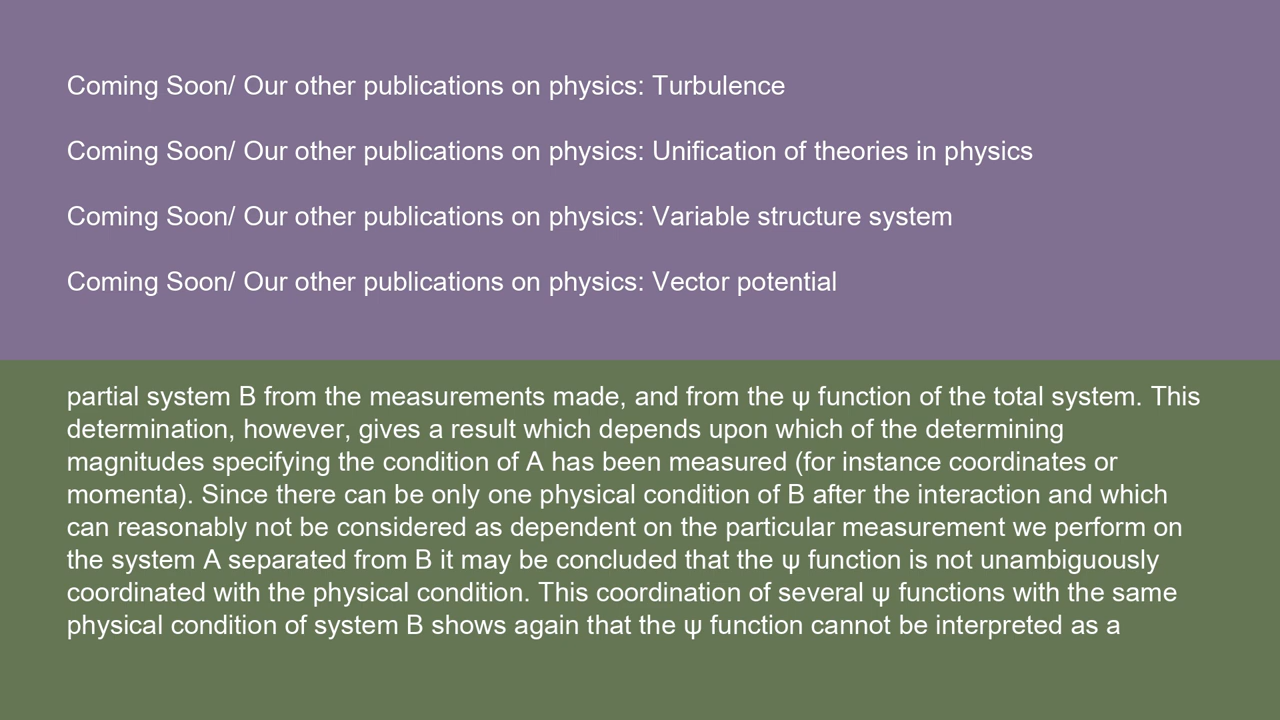 Coming Soon/ Our other publications on physics: Turbulence
Coming Soon/ Our other publications on physics: Unification of theories in physics
Coming Soon/ Our other publications on physics: Variable structure system
Coming Soon/ Our other publications on physics: Vector potential
partial system B from the measurements made, and from the ψ function of the total system. This
determination, however, gives a result which depends upon which of the determining
magnitudes specifying the condition of A has been measured (for instance coordinates or
momenta). Since there can be only one physical condition of B after the interaction and which
can reasonably not be considered as dependent on the particular measurement we perform on
the system A separated from B it may be concluded that the ψ function is not unambiguously
coordinated with the physical condition. This coordination of several ψ functions with the same
physical condition of system B shows again that the ψ function cannot be interpreted as a